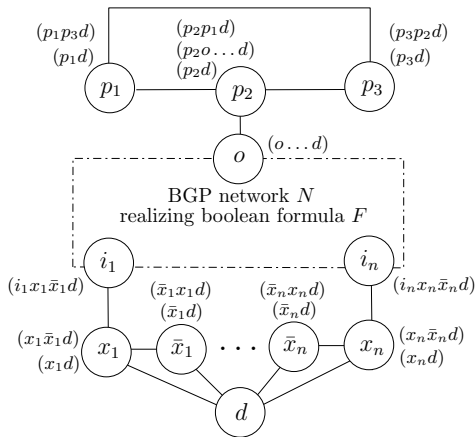 (p₁p₃d)
(p₁d)
(p₂p₁d)
(p₂o...d)
(p₂d)
(p₃p₂d)
(p₃d)
p₁
p₂
p₃
o
(o...d)
BGP network N
realizing boolean formula F
i₁
iₙ
(i₁x₁x̄₁d)
(iₙxₙx̄ₙd)
(x̄₁x₁d)
(x̄₁d)
(x̄ₙxₙd)
(x̄ₙd)
(x₁x̄₁d)
(x₁d)
x₁
x̄₁
...
x̄ₙ
xₙ
(xₙx̄ₙd)
(xₙd)
d